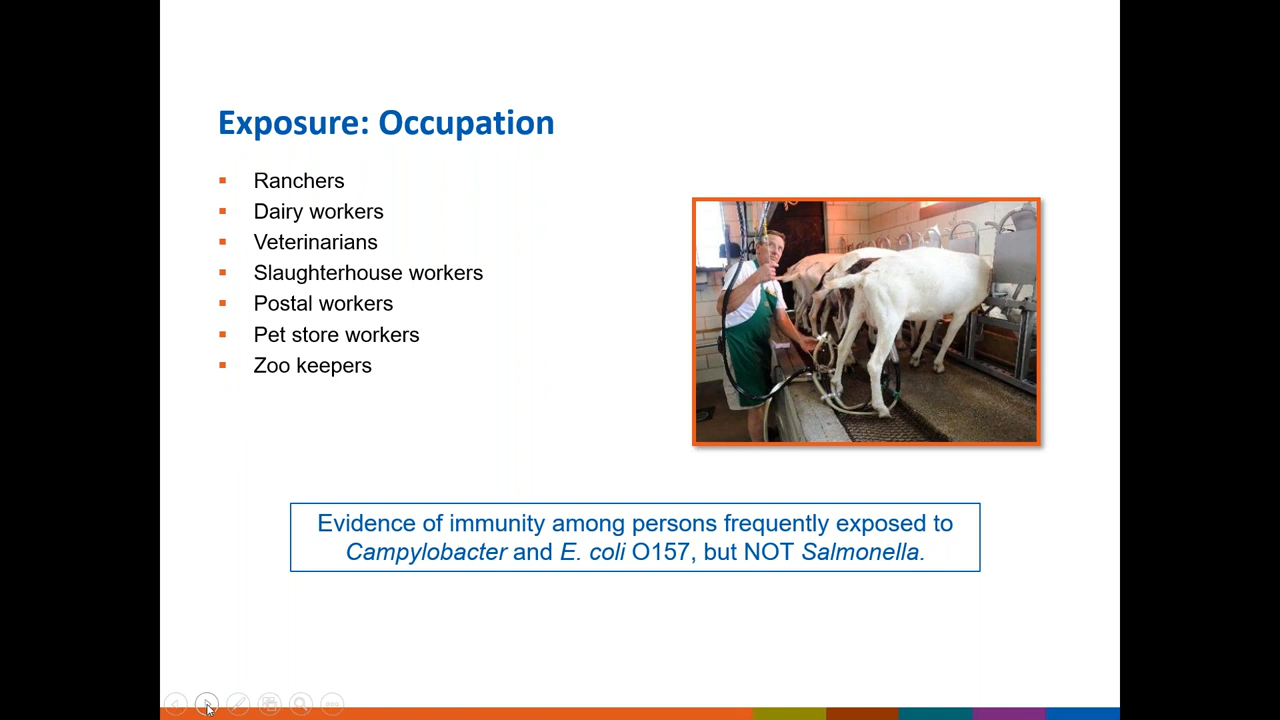 Exposure: Occupation
Ranchers
Dairy workers
Veterinarians
Slaughterhouse workers
Postal workers
Pet store workers
Zoo keepers
Evidence of immunity among persons frequently exposed to
Campylobacter and E. coli O157, but NOT Salmonella.